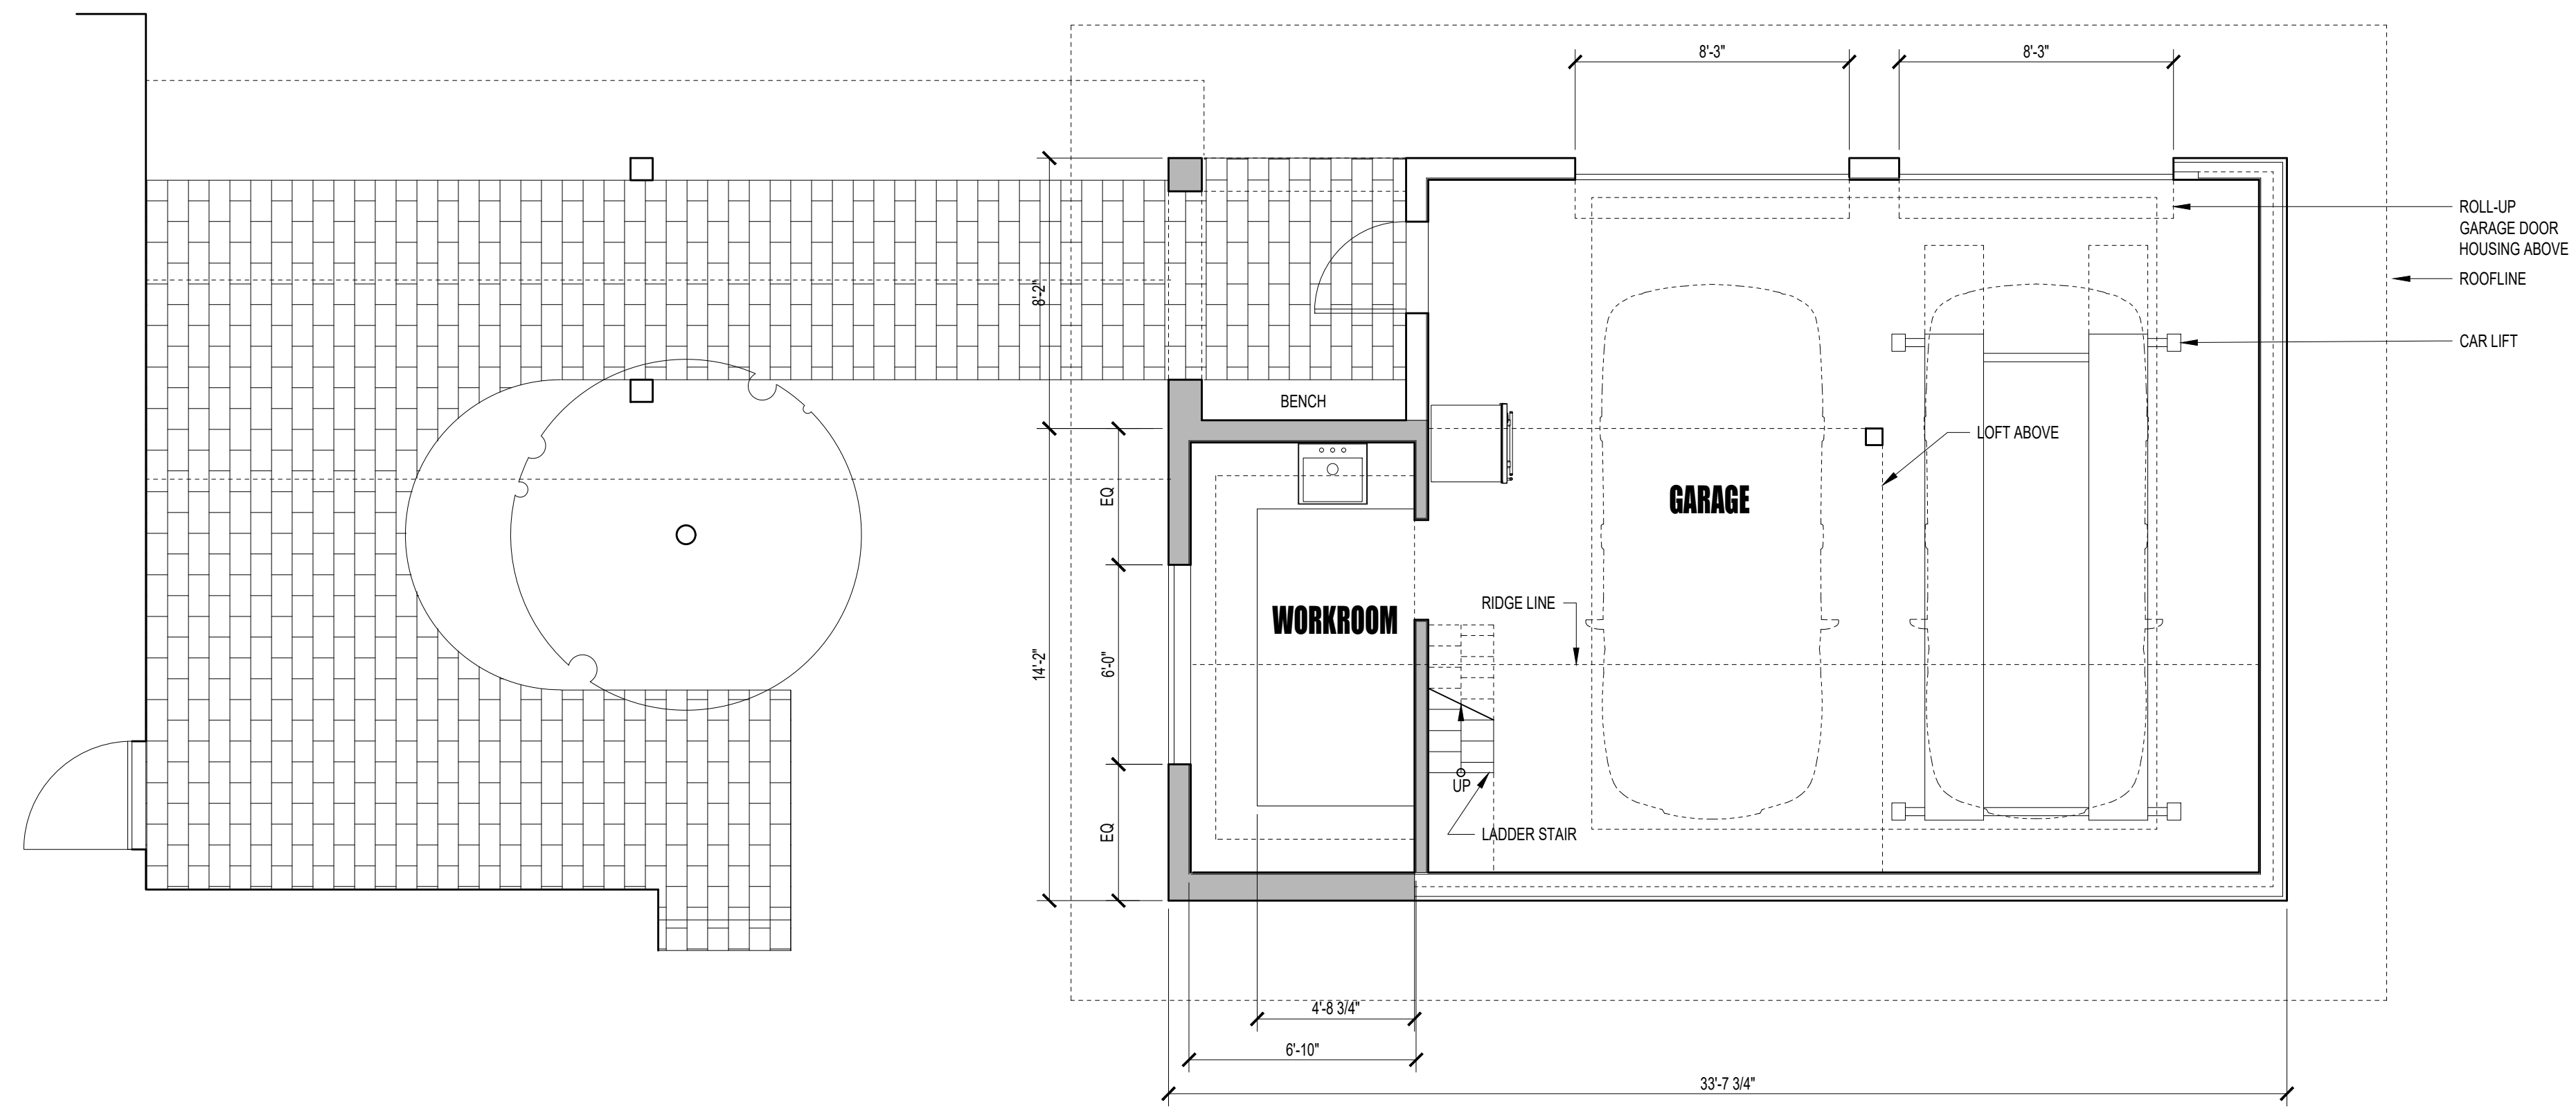 8'-3"
8'-3"
ROLL-UP
GARAGE DOOR
HOUSING ABOVE
ROOFLINE
8'-2"
CAR LIFT
BENCH
LOFT ABOVE
EQ
GARAGE
RIDGE LINE
WORKROOM
14'-2"
6'-0"
UP
EQ
LADDER STAIR
4'-8 3/4"
6'-10"
33'-7 3/4"